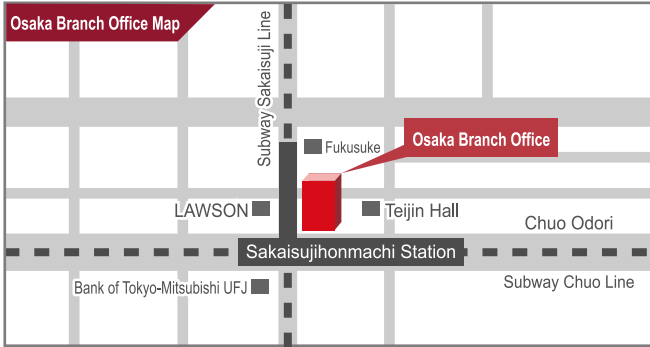 Osaka Branch Office Map
Subway Sakaisuji Line
Fukusuke
Osaka Branch Office
LAWSON
Teijin Hall
Chuo Odori
Sakaisujihonmachi Station
Bank of Tokyo-Mitsubishi UFJ
Subway Chuo Line